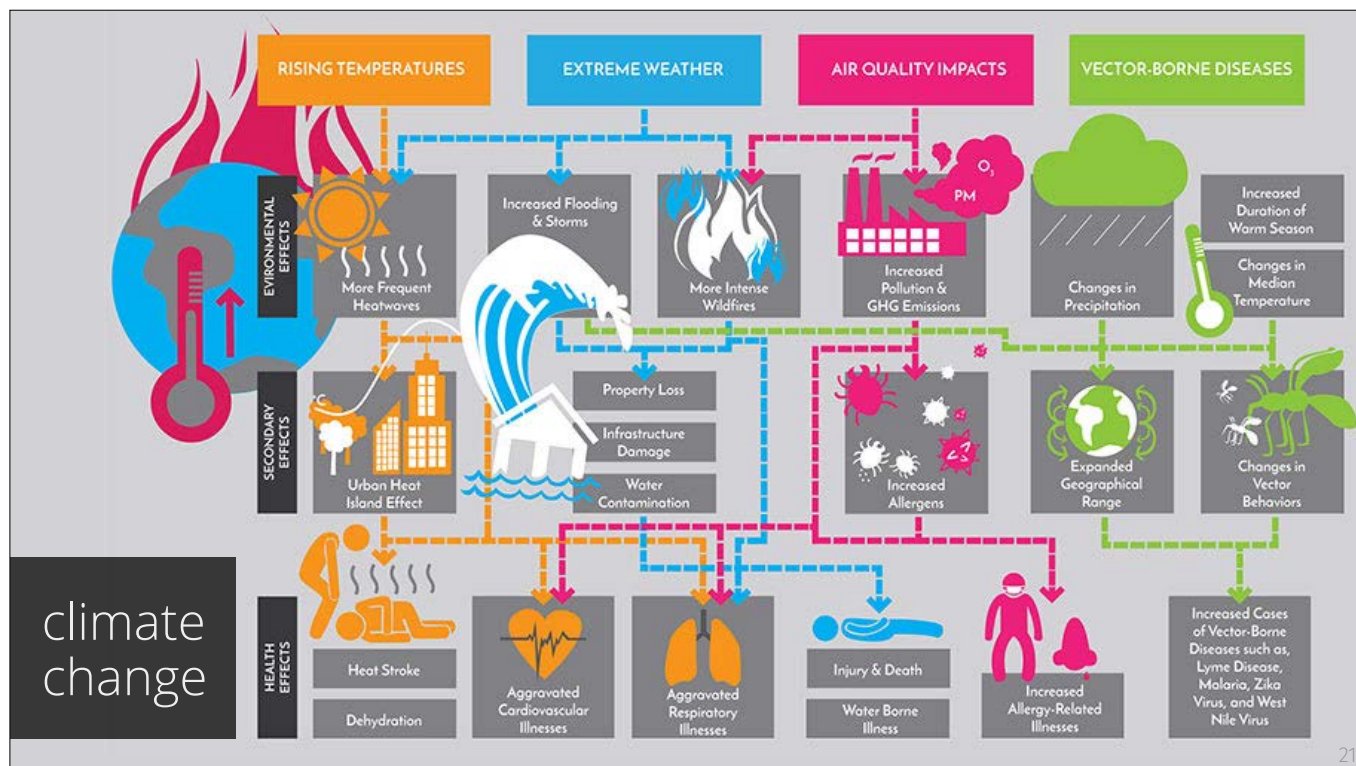 RISING TEMPERATURES
EXTREME WEATHER
AIR QUALITY IMPACTS
VECTOR-BORNE DISEASES
EVIRONMENTAL
EFFECTS
More Frequent
Heatwaves
Increased Flooding
& Storms
More Intense
Wildfires
O3
PM
Increased
Pollution &
GHG Emissions
Changes in
Precipitation
Increased
Duration of
Warm Season
Changes in
Median
Temperature
SECONDARY
EFFECTS
°C
Urban Heat
Island Effect
Property Loss
Infrastructure
Damage
Water
Contamination
Increased
Allergens
Expanded
Geographical
Range
Changes in
Vector
Behaviors
climate
change
HEALTH
EFFECTS
Heat Stroke
Dehydration
Aggravated
Cardiovascular
Illnesses
Aggravated
Respiratory
Illnesses
Injury & Death
Water Borne
Illness
Increased
Allergy-Related
Illnesses
Increased Cases
of Vector-Borne
Diseases such as,
Lyme Disease,
Malaria, Zika
Virus, and West
Nile Virus
21